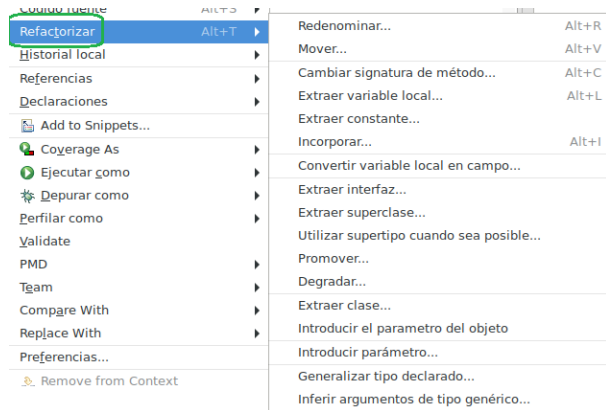 Código fuente Alt+S
Refactorizar Alt+T
Historial local
Referencias
Declaraciones
Add to Snippets...
Coverage As
Ejecutar como
Depurar como
Perfilar como
Validate
PMD
Team
Compare With
Replace With
Preferencias...
Remove from Context
Redenominar... Alt+R
Mover... Alt+V
Cambiar signatura de método... Alt+C
Extraer variable local... Alt+L
Extraer constante...
Incorporar... Alt+I
Convertir variable local en campo...
Extraer interfaz...
Extraer superclase...
Utilizar supertipo cuando sea posible...
Promover...
Degradar...
Extraer clase...
Introducir el parametro del objeto
Introducir parámetro...
Generalizar tipo declarado...
Inferir argumentos de tipo genérico...